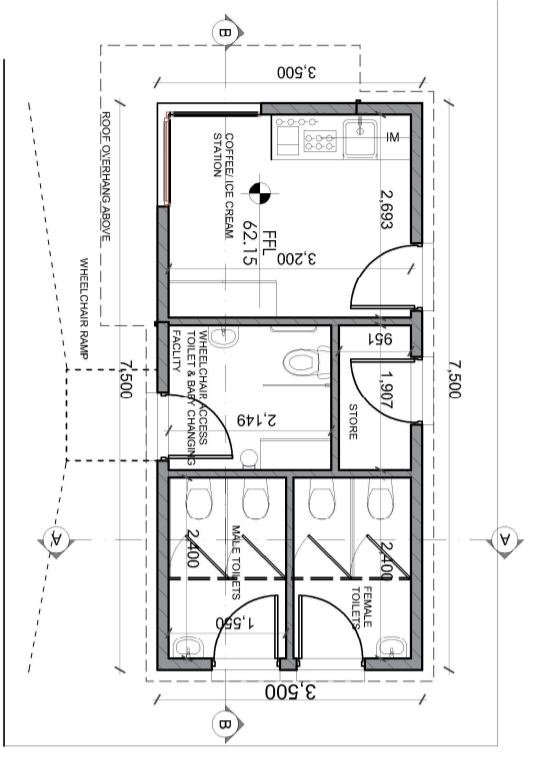 B
3,500
ROOF OVERHANG ABOVE
COFFEE/ ICE CREAM
STATION
IM
2,693
FFL
62.15
3,200
WHEELCHAIR RAMP
7,500
WHEELCHAIR ACCESS
TOILET & BABY CHANGING
FACLITY
951
1,907
STORE
2,149
7,500
A'
2,400
MALE TOILETS
2,400
FEMALE
TOILETS
A
1,550
3,500
B